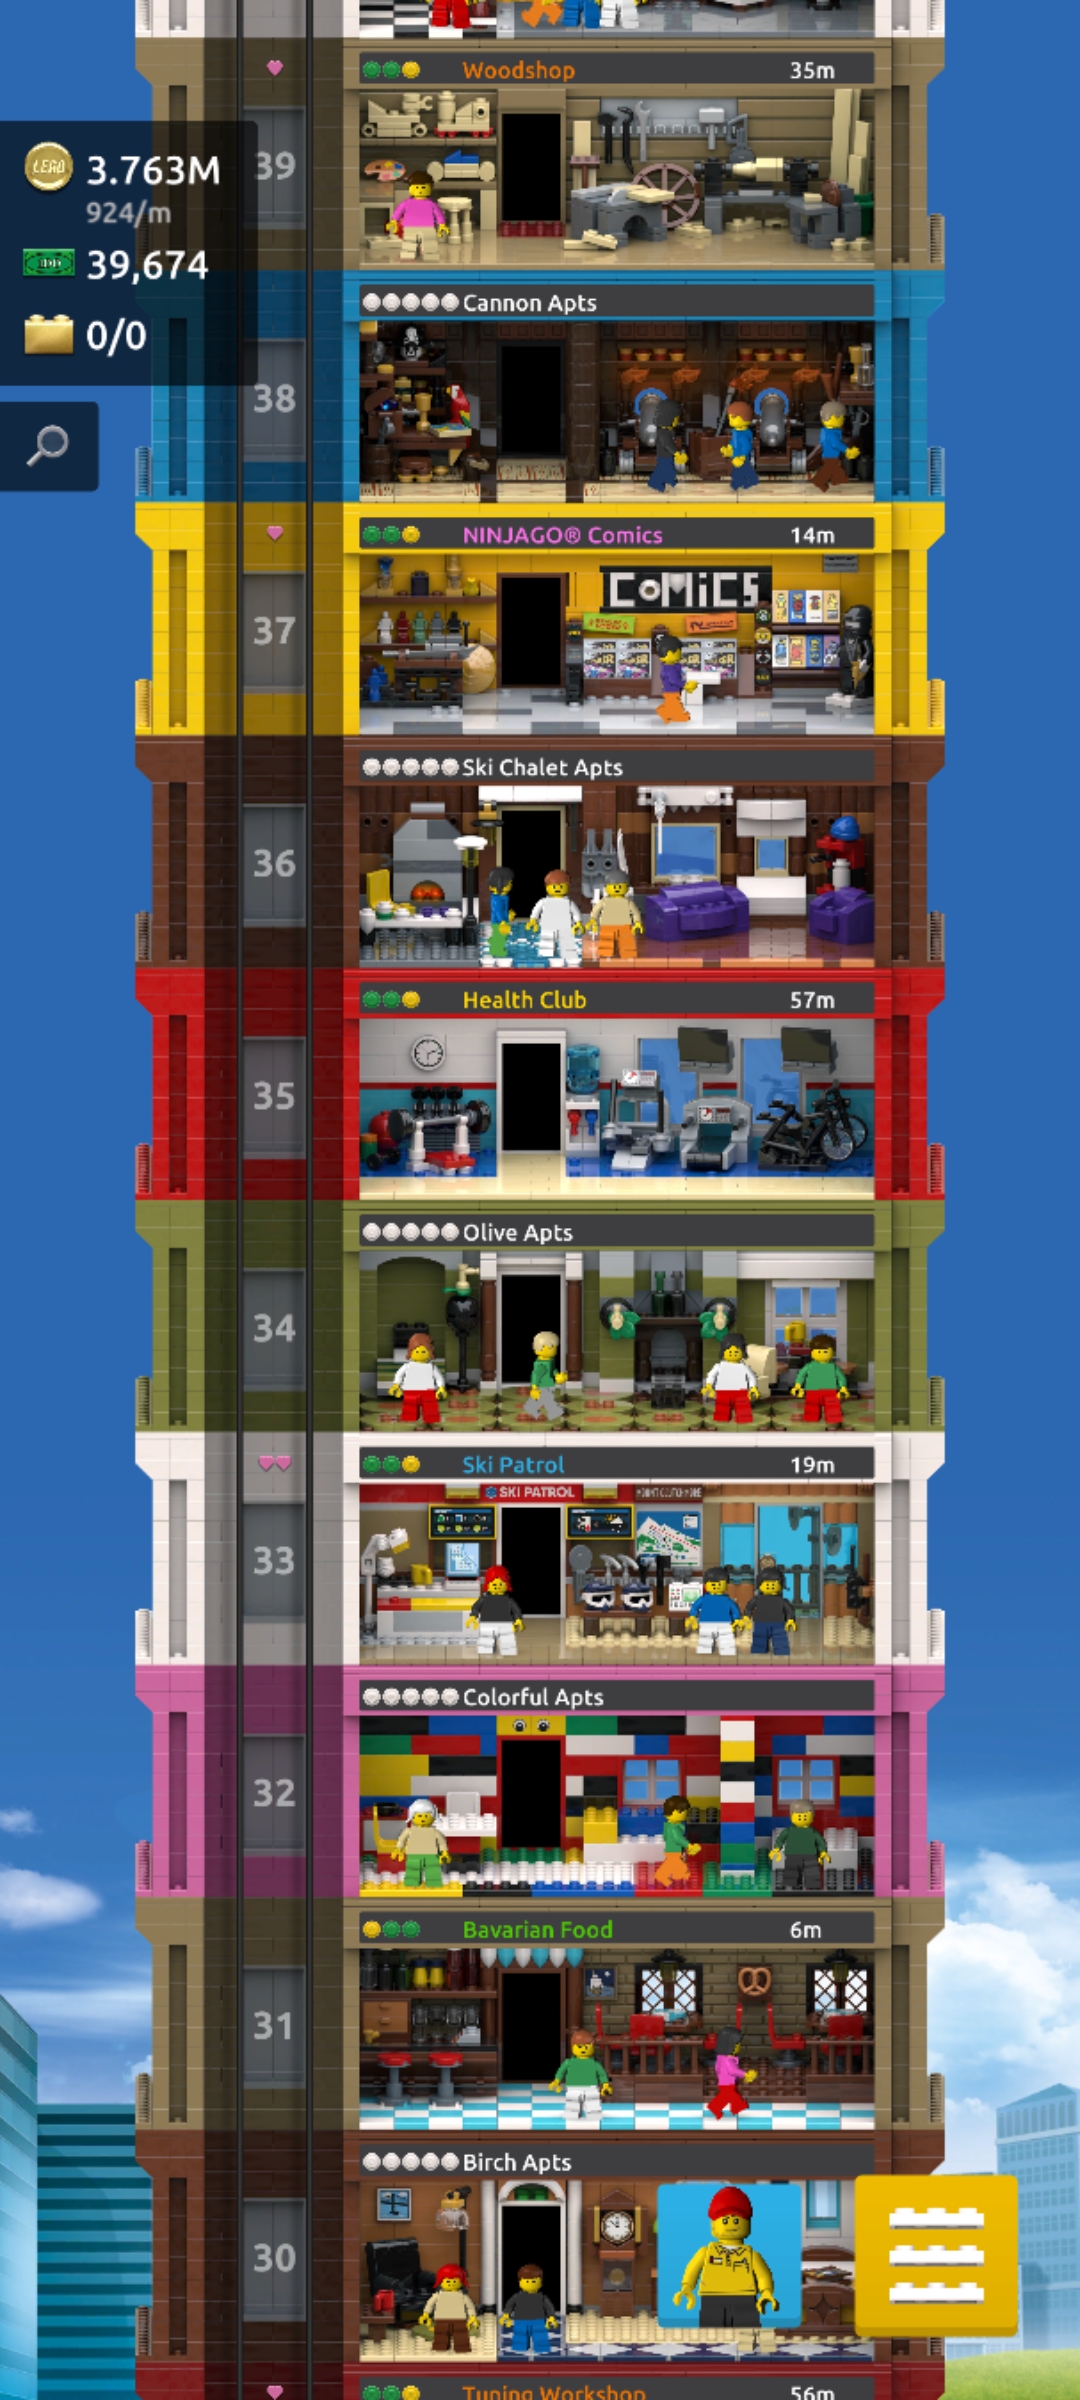 Woodshop 35m
39
LEGO 3.763M
924/m
39,674
0/0
Cannon Apts
38
NINJAGO® Comics 14m
COMiCS
37
Ski Chalet Apts
36
Health Club 57m
35
Olive Apts
34
Ski Patrol 19m
SKI PATROL
33
Colorful Apts
32
Bavarian Food 6m
31
Birch Apts
30
Tuning Workshop 56m